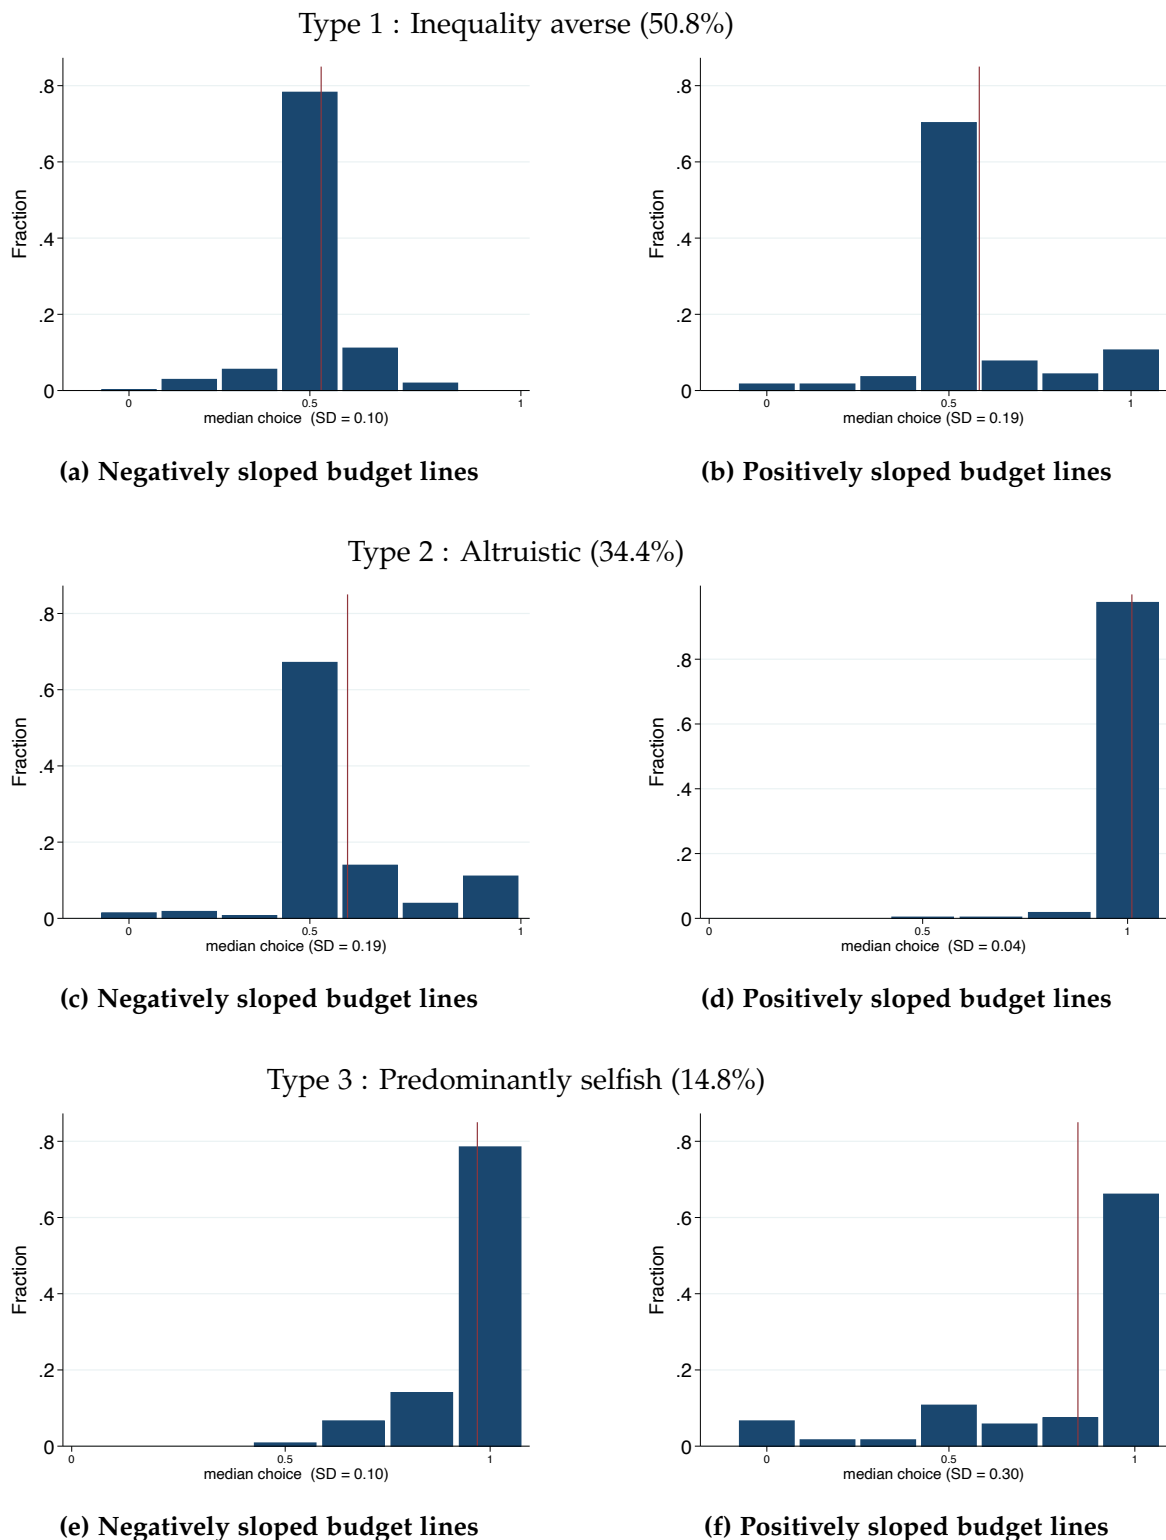 Type 1 : Inequality averse (50.8%)
.8
.6
.4
.2
0
Fraction
0
0.5
1
median choice (SD = 0.10)
(a) Negatively sloped budget lines
.8
.6
.4
.2
0
Fraction
0
0.5
1
median choice (SD = 0.19)
(b) Positively sloped budget lines
Type 2 : Altruistic (34.4%)
.8
.6
.4
.2
0
Fraction
0
0.5
1
median choice (SD = 0.19)
(c) Negatively sloped budget lines
.8
.6
.4
.2
0
Fraction
0
0.5
1
median choice (SD = 0.04)
(d) Positively sloped budget lines
Type 3 : Predominantly selfish (14.8%)
.8
.6
.4
.2
0
Fraction
0
0.5
1
median choice (SD = 0.10)
(e) Negatively sloped budget lines
.8
.6
.4
.2
0
Fraction
0
0.5
1
median choice (SD = 0.30)
(f) Positively sloped budget lines